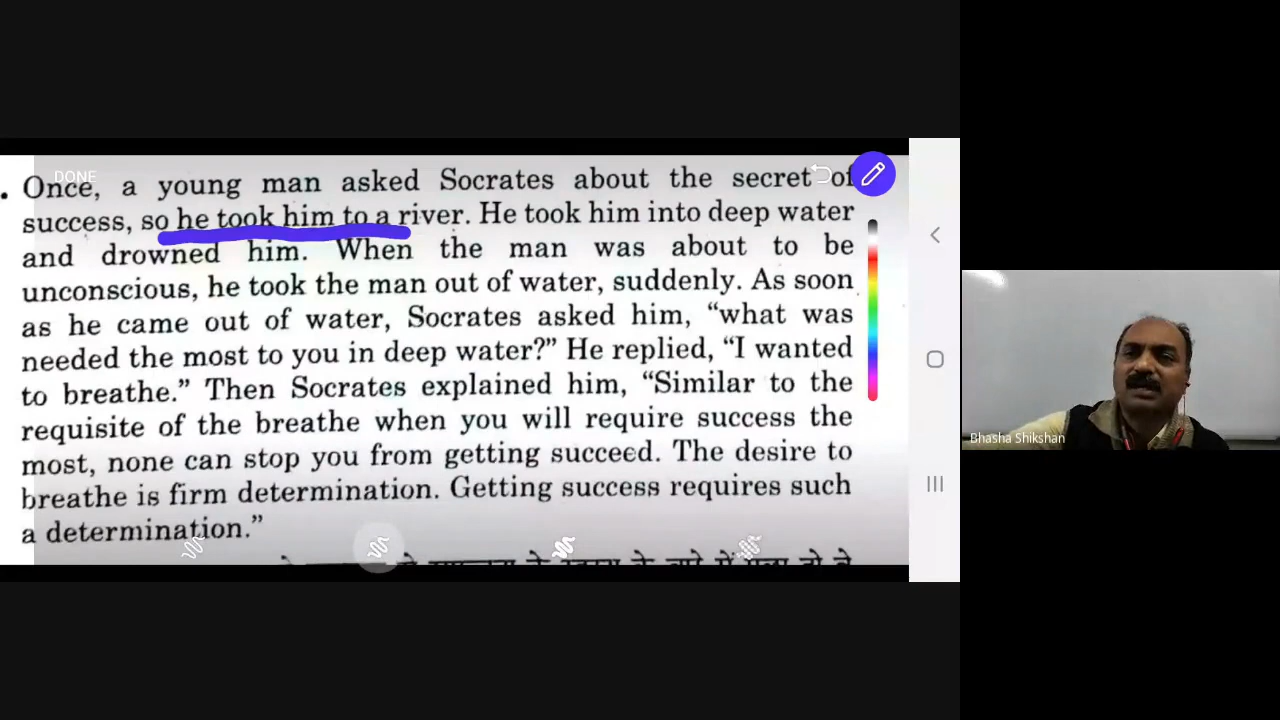 DONE
. Once, a young man asked Socrates about the secret of
success, so he took him to a river. He took him into deep water
and drowned him. When the man was about to be
unconscious, he took the man out of water, suddenly. As soon
as he came out of water, Socrates asked him, “what was
needed the most to you in deep water?” He replied, “I wanted
to breathe.” Then Socrates explained him, “Similar to the
requisite of the breathe when you will require success the
most, none can stop you from getting succeed. The desire to
breathe is firm determination. Getting success requires such
a determination.”
Bhasha Shikshan